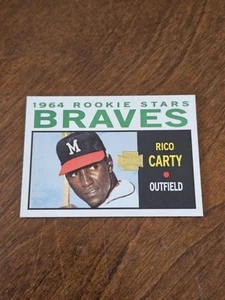 1964 ROOKIE STARS
BRAVES
M
RICO
CARTY
OUTFIELD